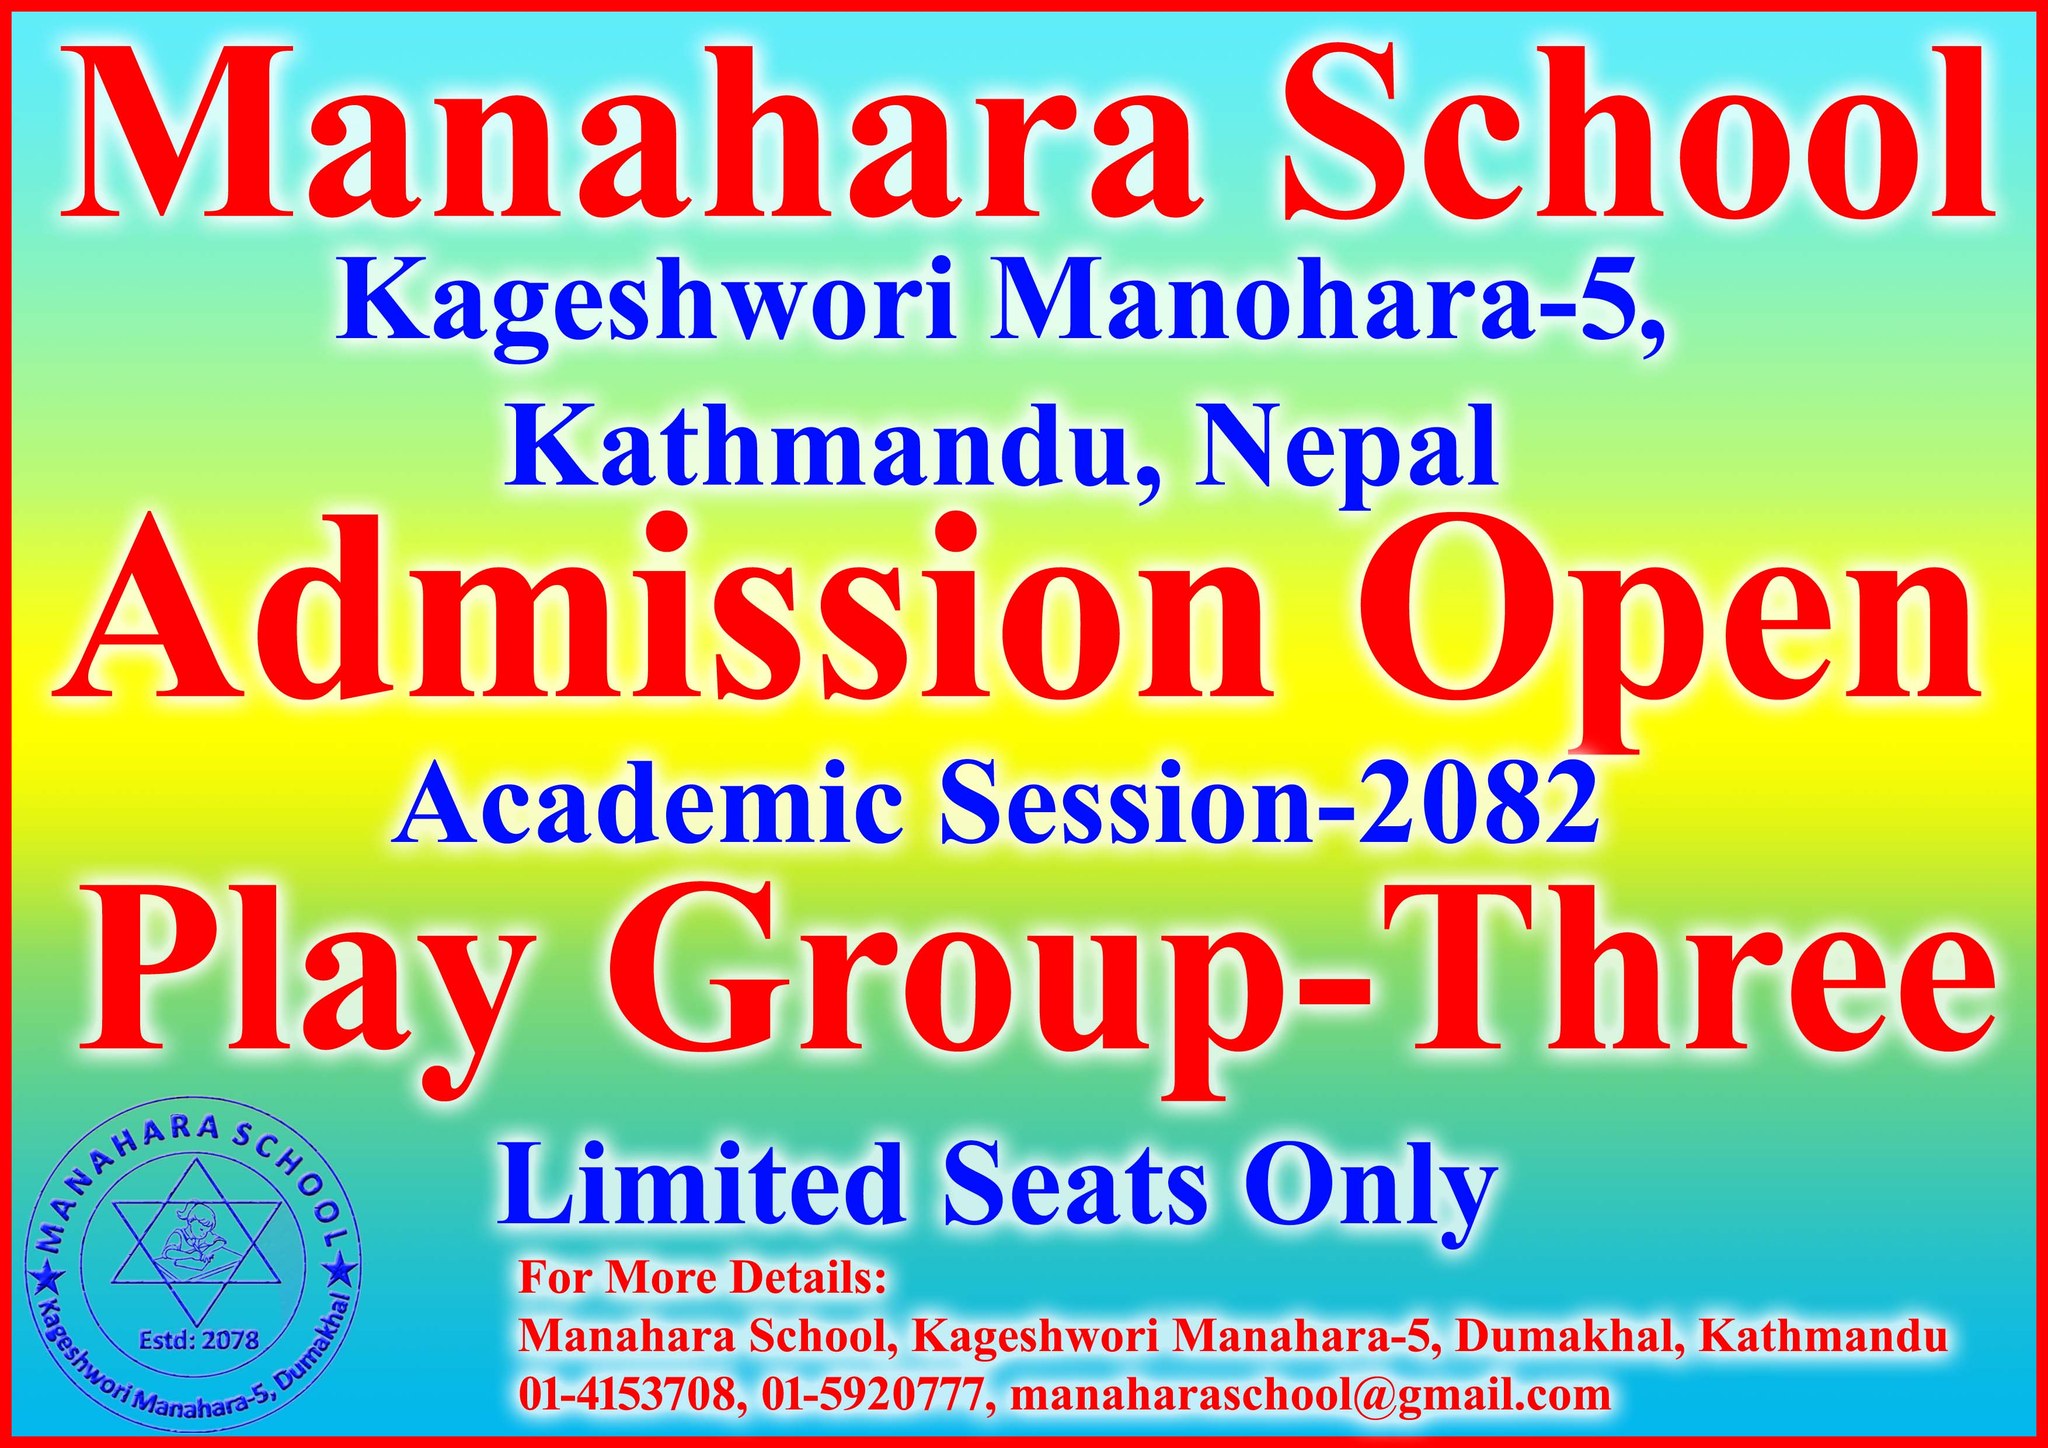 Manahara School
Kageshwori Manohara-5,
Kathmandu, Nepal
Admission Open
Academic Session-2082
Play Group-Three
Limited Seats Only
For More Details:
Manahara School, Kageshwori Manahara-5, Dumakhal, Kathmandu
01-4153708, 01-5920777, manaharaschool@gmail.com
MANAHARA SCHOOL
Estd: 2078
Kageshwori Manahara-5, Dumakhal